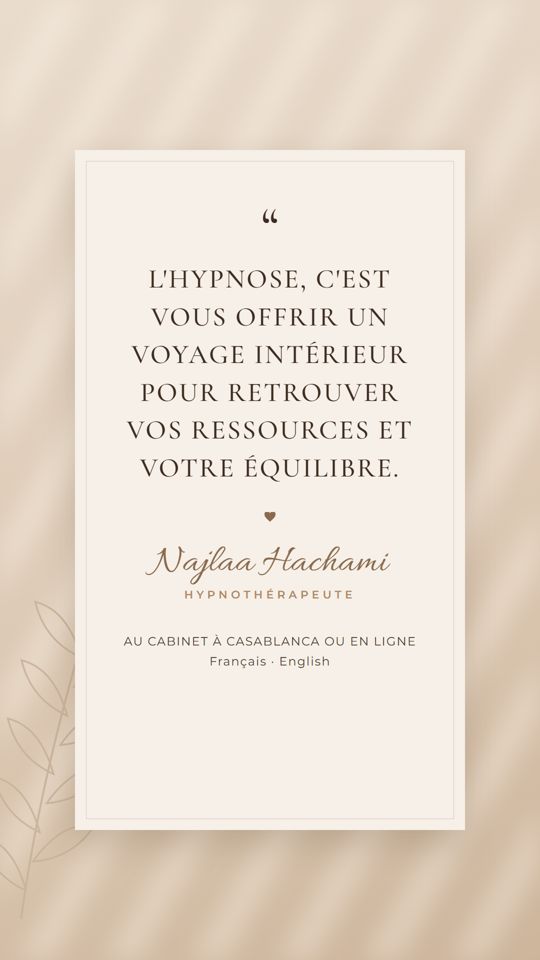 “
L'HYPNOSE, C'EST
VOUS OFFRIR UN
VOYAGE INTÉRIEUR
POUR RETROUVER
VOS RESSOURCES ET
VOTRE ÉQUILIBRE.
Najlaa Hachami
HYPNOTHÉRAPEUTE
AU CABINET À CASABLANCA OU EN LIGNE
Français · English